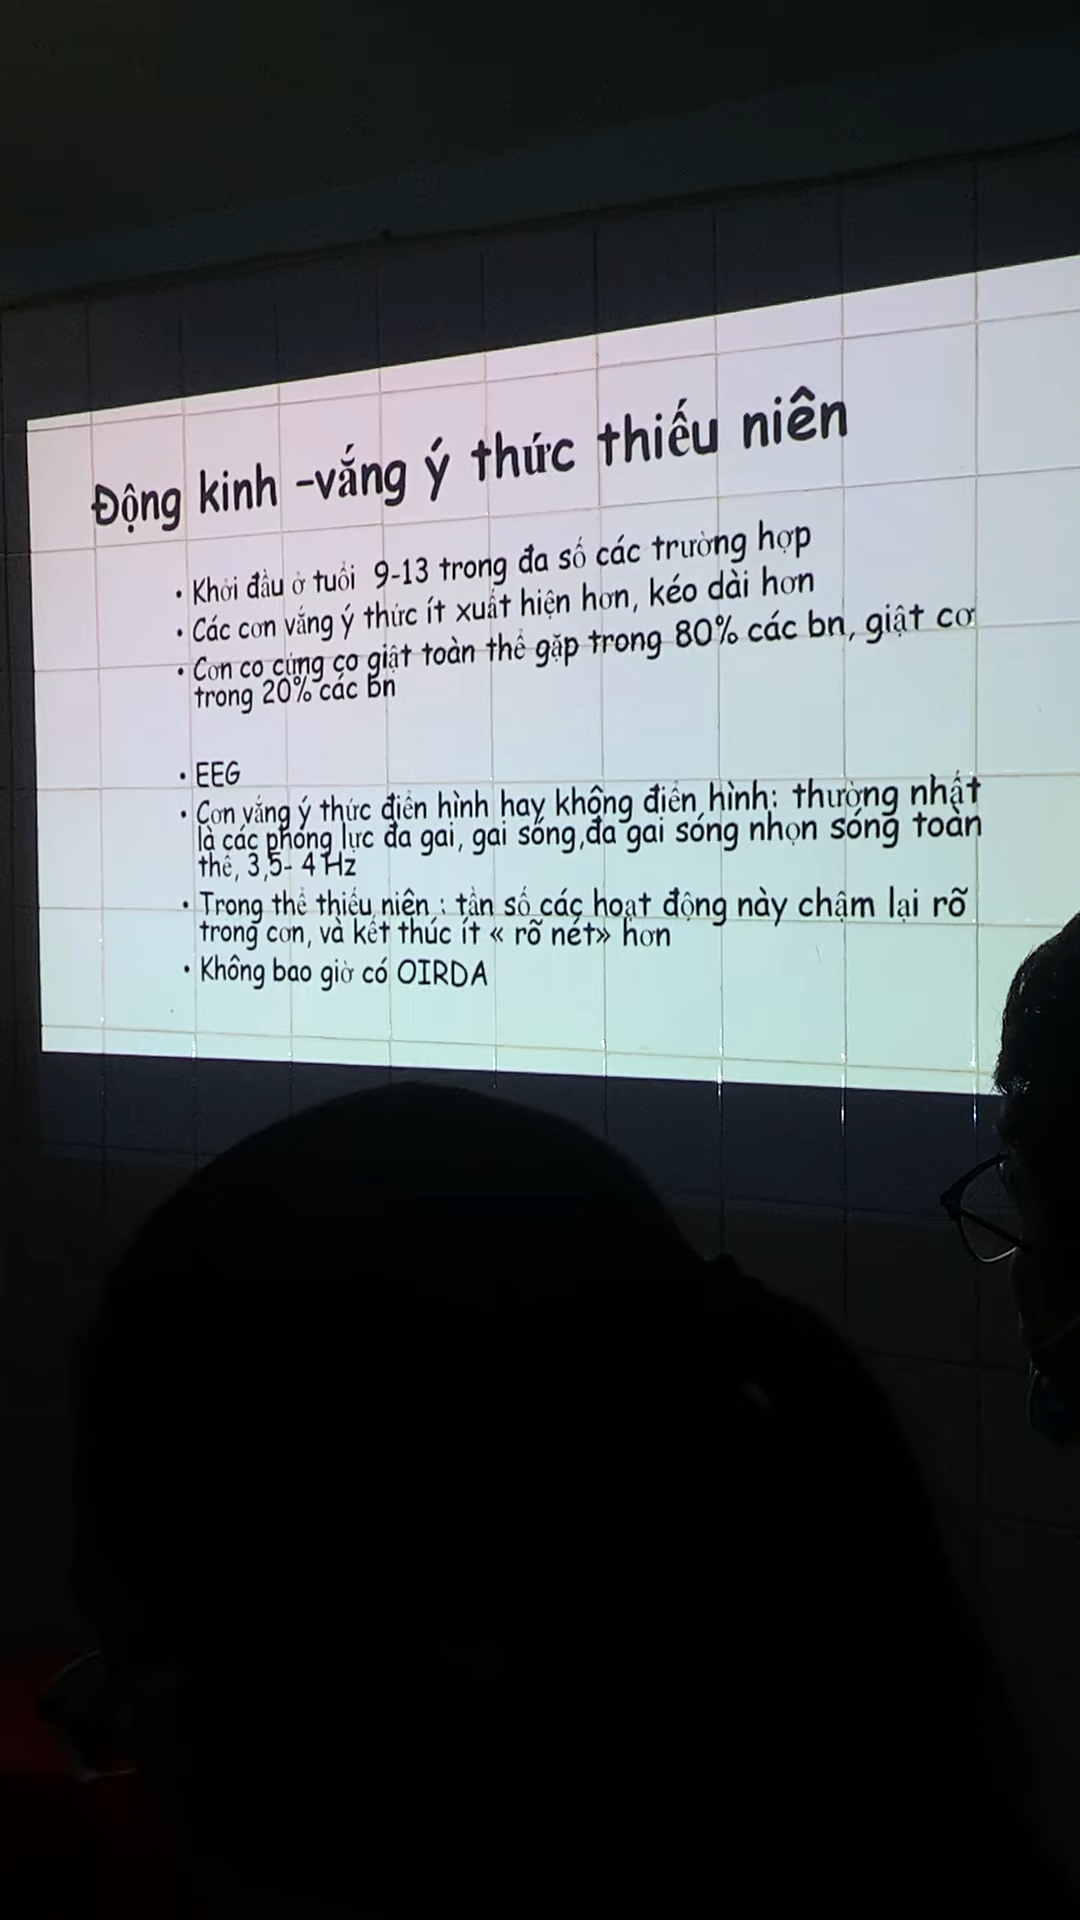 Động kinh -vắng ý thức thiếu niên
• Khởi đầu ở tuổi 9-13 trong đa số các trường hợp
• Các cơn vắng ý thức ít xuất hiện hơn, kéo dài hơn
• Cơn co cứng co giật toàn thể gặp trong 80% các bn, giật cơ
trong 20% các bn
• EEG
• Cơn vắng ý thức điển hình hay không điển hình: thường nhất
là các phóng lực đa gai, gai sóng,đa gai sóng nhọn sóng toàn
thể, 3,5- 4 Hz
• Trong thể thiếu niên : tần số các hoạt động này chậm lại rõ
trong cơn, và kết thúc ít « rõ nét» hơn
• Không bao giờ có OIRDA